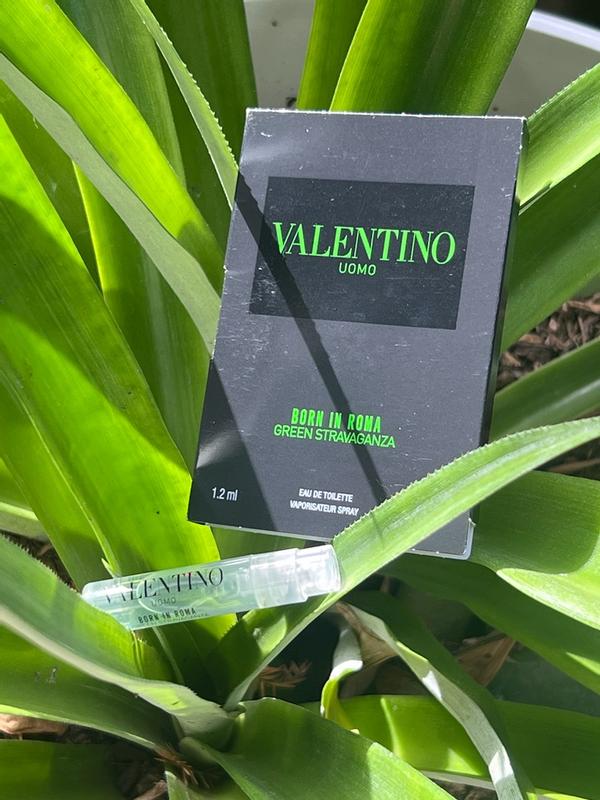 VALENTINO
UOMO
BORN IN ROMA
GREEN STRAVAGANZA
1.2 ml
EAU DE TOILETTE
VAPORISATEUR SPRAY
VALENTINO
UOMO
BORN IN ROMA